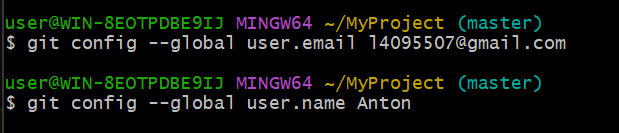 user@WIN-8EOTPDBE9IJ MINGW64 ~/MyProject (master)
$ git config --global user.email l4095507@gmail.com
user@WIN-8EOTPDBE9IJ MINGW64 ~/MyProject (master)
$ git config --global user.name Anton